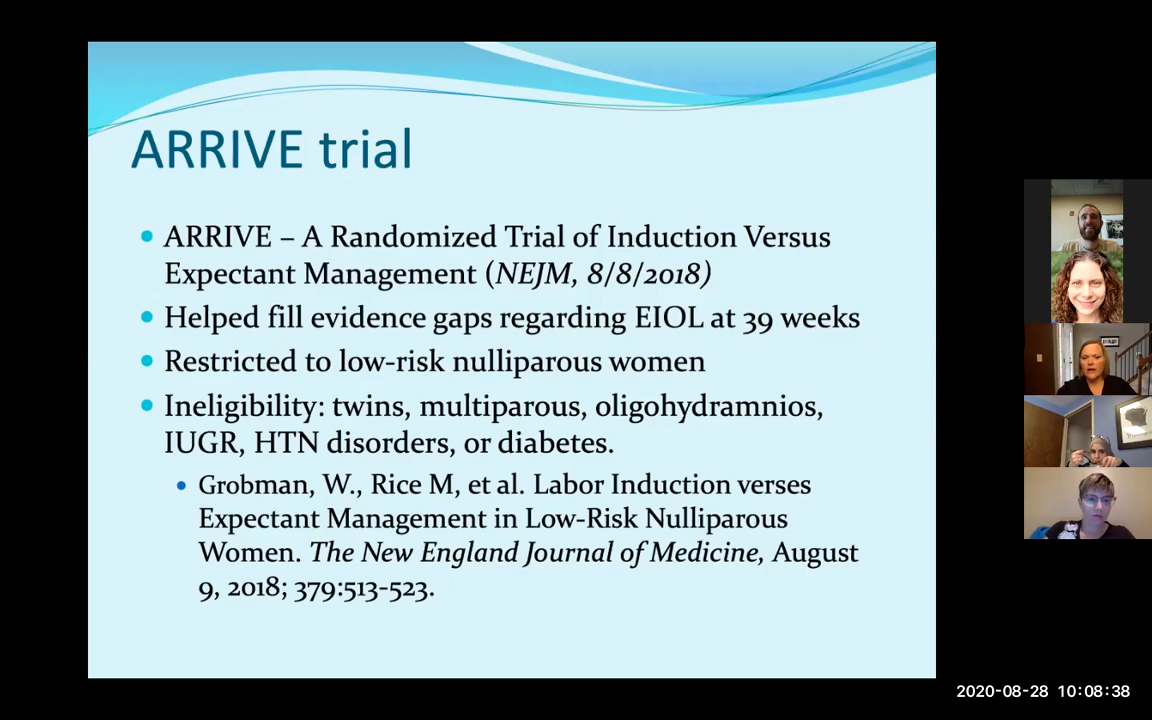 ARRIVE trial
ARRIVE – A Randomized Trial of Induction Versus
Expectant Management (NEJM, 8/8/2018)
Helped fill evidence gaps regarding EIOL at 39 weeks
Restricted to low-risk nulliparous women
Ineligibility: twins, multiparous, oligohydramnios,
IUGR, HTN disorders, or diabetes.
Grobman, W., Rice M, et al. Labor Induction verses
Expectant Management in Low-Risk Nulliparous
Women. The New England Journal of Medicine, August
9, 2018; 379:513-523.
2020-08-28 10:08:38